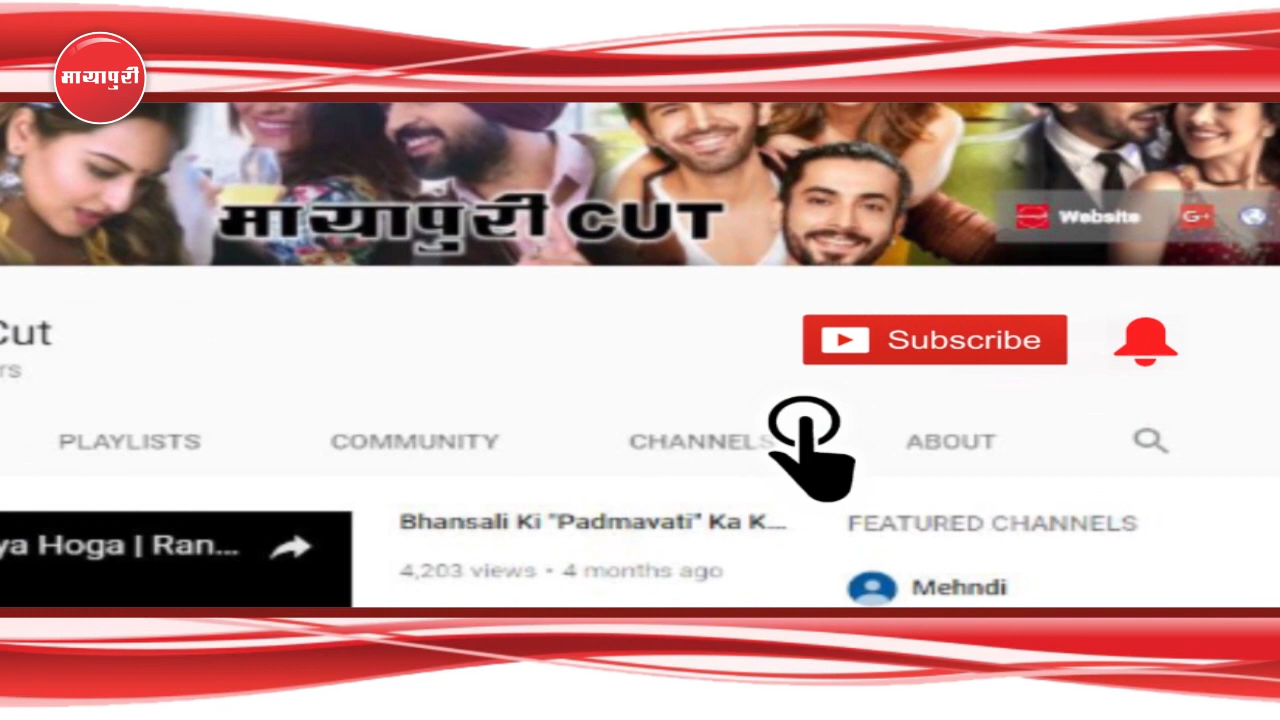 मायापुरी
मायापुरी CUT
Website
G+
Cut
rs
Subscribe
PLAYLISTS
COMMUNITY
CHANNELS
ABOUT
ya Hoga | Ran...
Bhansali Ki "Padmavati" Ka K...
4,203 views • 4 months ago
FEATURED CHANNELS
Mehndi